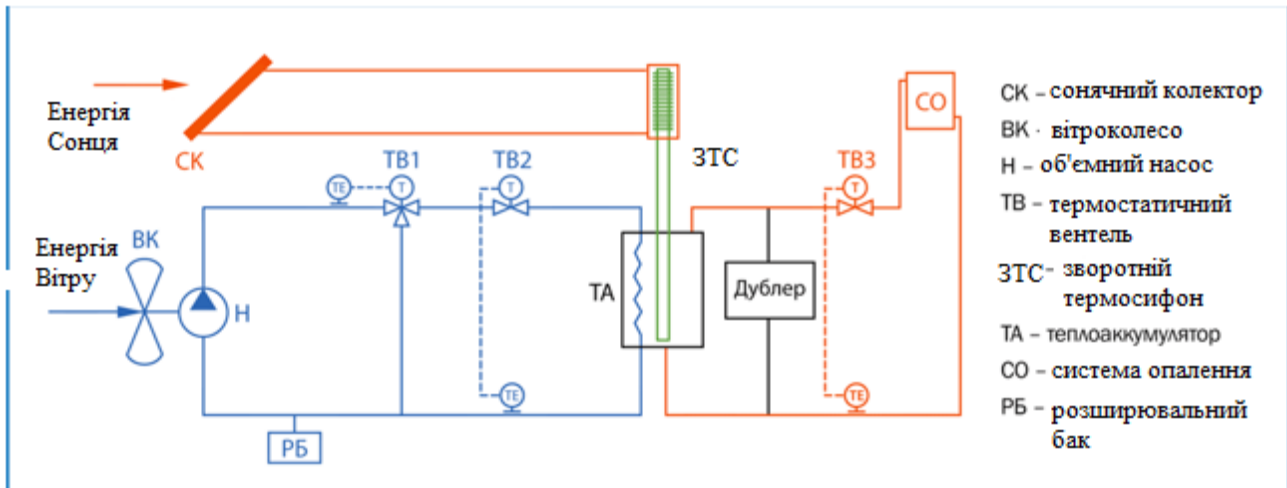 Енергія
Сонця
СК
ТВ1
ТВ2
ЗТС
ТВ3
СО
ТЕ
Т
Т
Т
Енергія
Вітру
ВК
Н
ТА
Дублер
ТЕ
ТЕ
РБ
СК – сонячний колектор
ВК · вітроколесо
Н – об'ємний насос
ТВ – термостатичний
вентель
ЗТС- зворотній
термосифон
ТА – теплоаккумулятор
СО – система опалення
РБ – розширювальний
бак